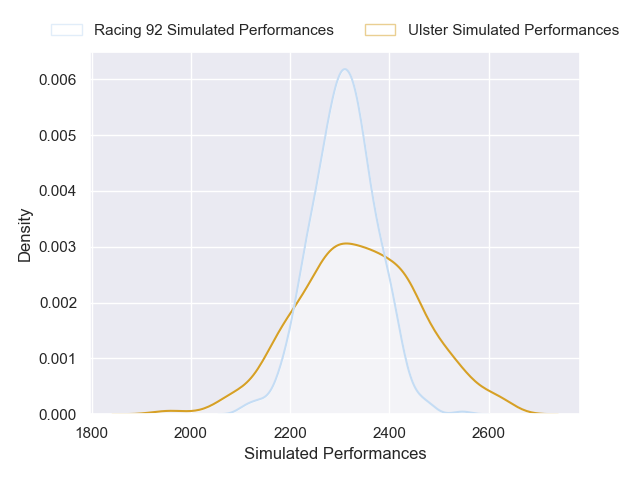 Racing 92 Simulated Performances
Ulster Simulated Performances
0.006
0.005
0.004
0.003
0.002
0.001
0.000
Density
1800 2000 2200 2400 2600
Simulated Performances